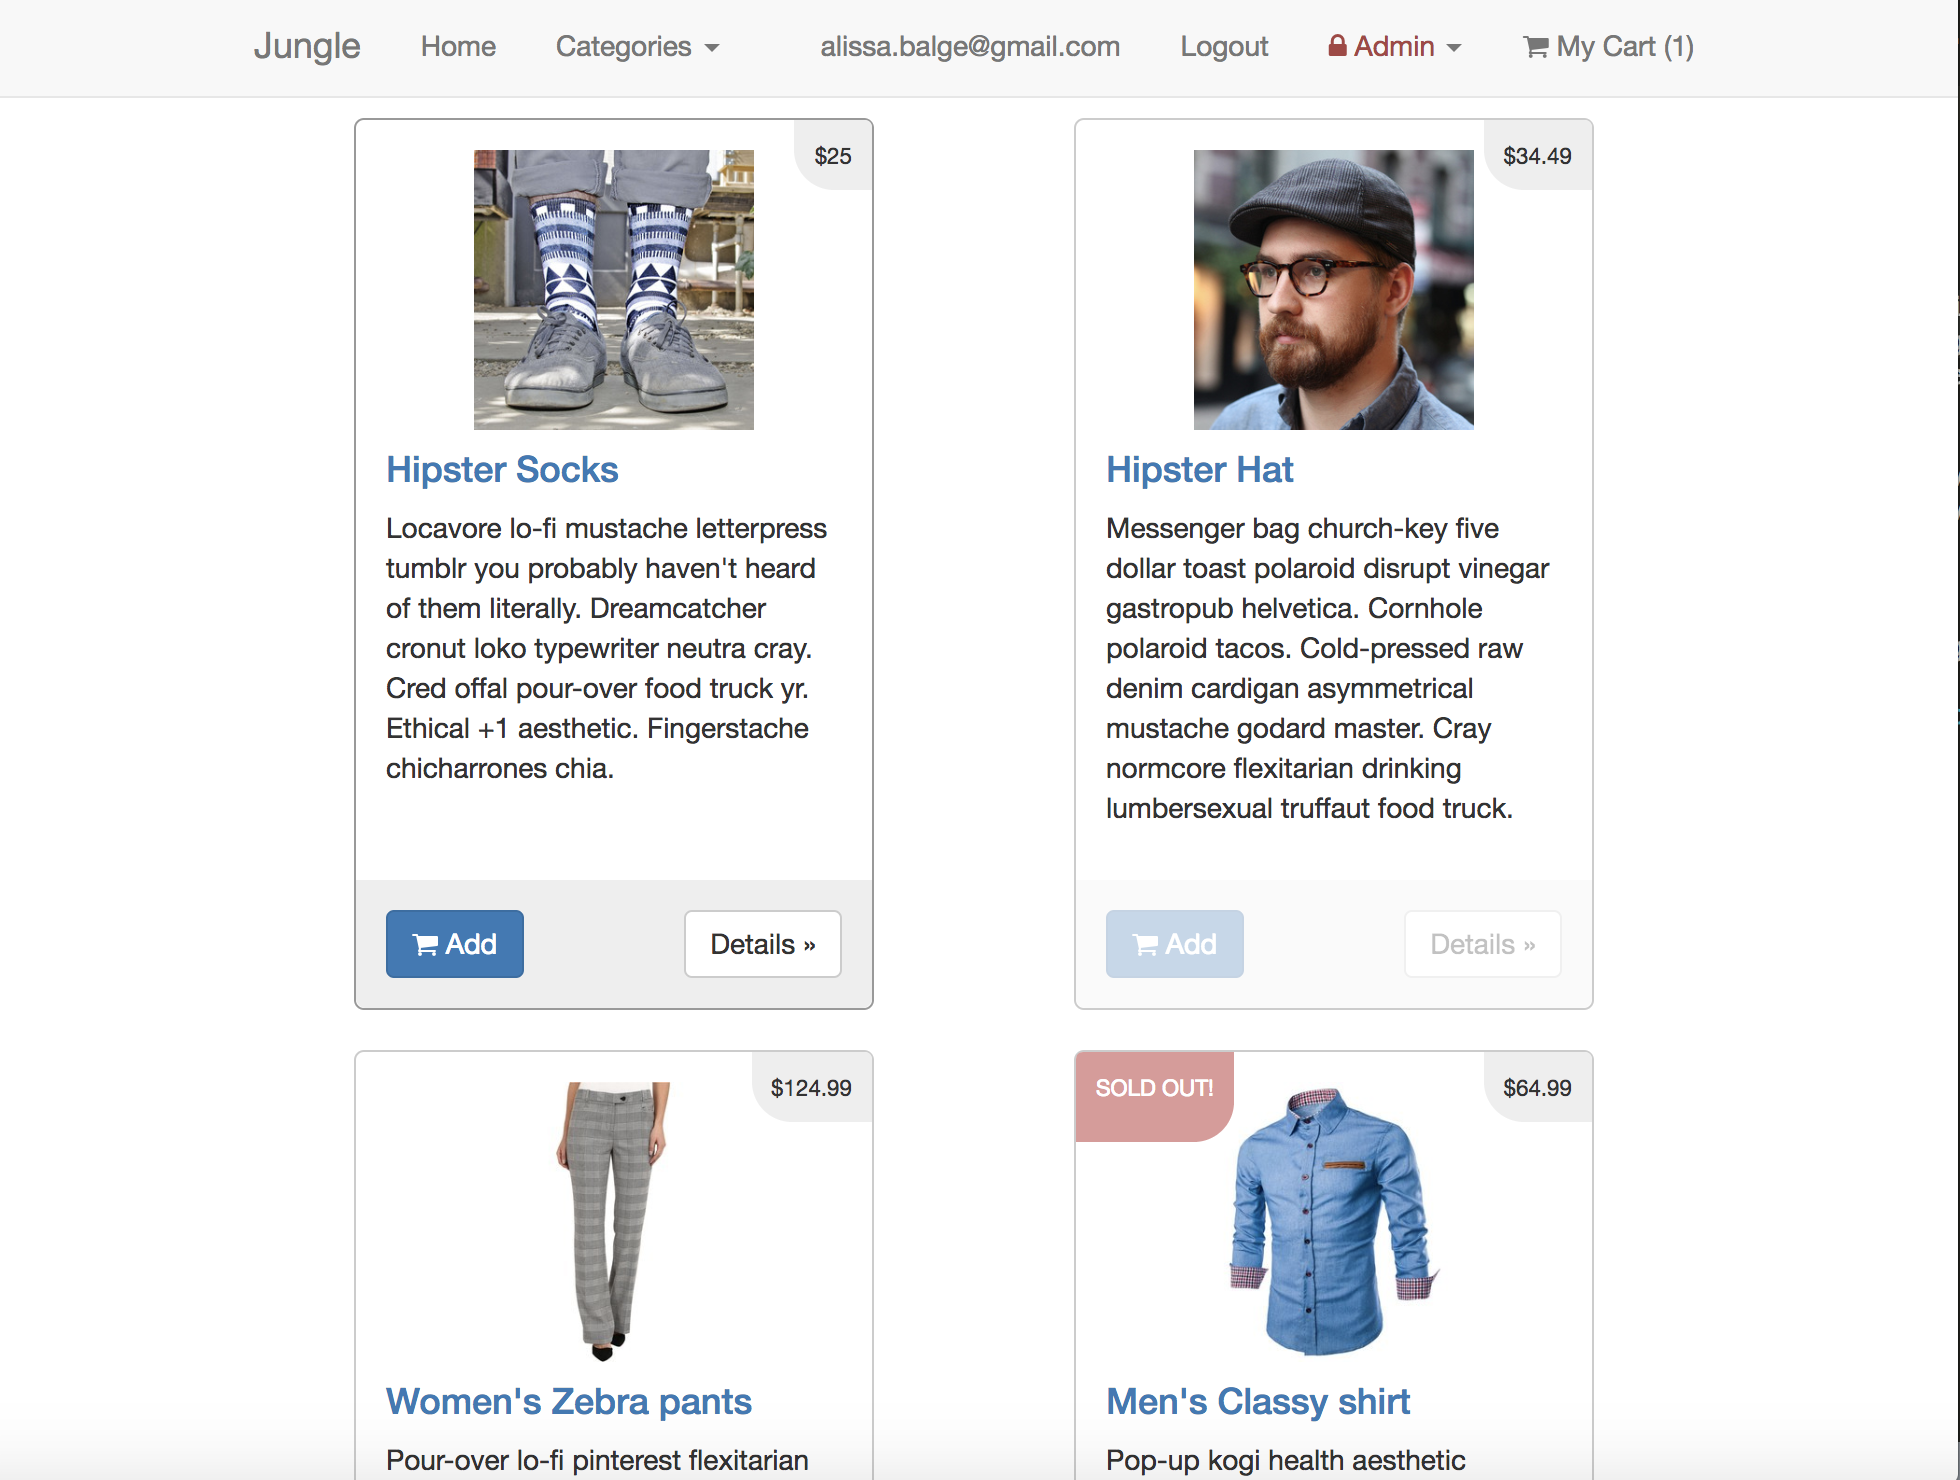 Jungle Home Categories alissa.balge@gmail.com Logout Admin My Cart (1)
$25
Hipster Socks
Locavore lo-fi mustache letterpress
tumblr you probably haven't heard
of them literally. Dreamcatcher
cronut loko typewriter neutra cray.
Cred offal pour-over food truck yr.
Ethical +1 aesthetic. Fingerstache
chicharrones chia.
Add
Details »
$34.49
Hipster Hat
Messenger bag church-key five
dollar toast polaroid disrupt vinegar
gastropub helvetica. Cornhole
polaroid tacos. Cold-pressed raw
denim cardigan asymmetrical
mustache godard master. Cray
normcore flexitarian drinking
lumbersexual truffaut food truck.
Add
Details »
$124.99
Women's Zebra pants
Pour-over lo-fi pinterest flexitarian
SOLD OUT!
$64.99
Men's Classy shirt
Pop-up kogi health aesthetic